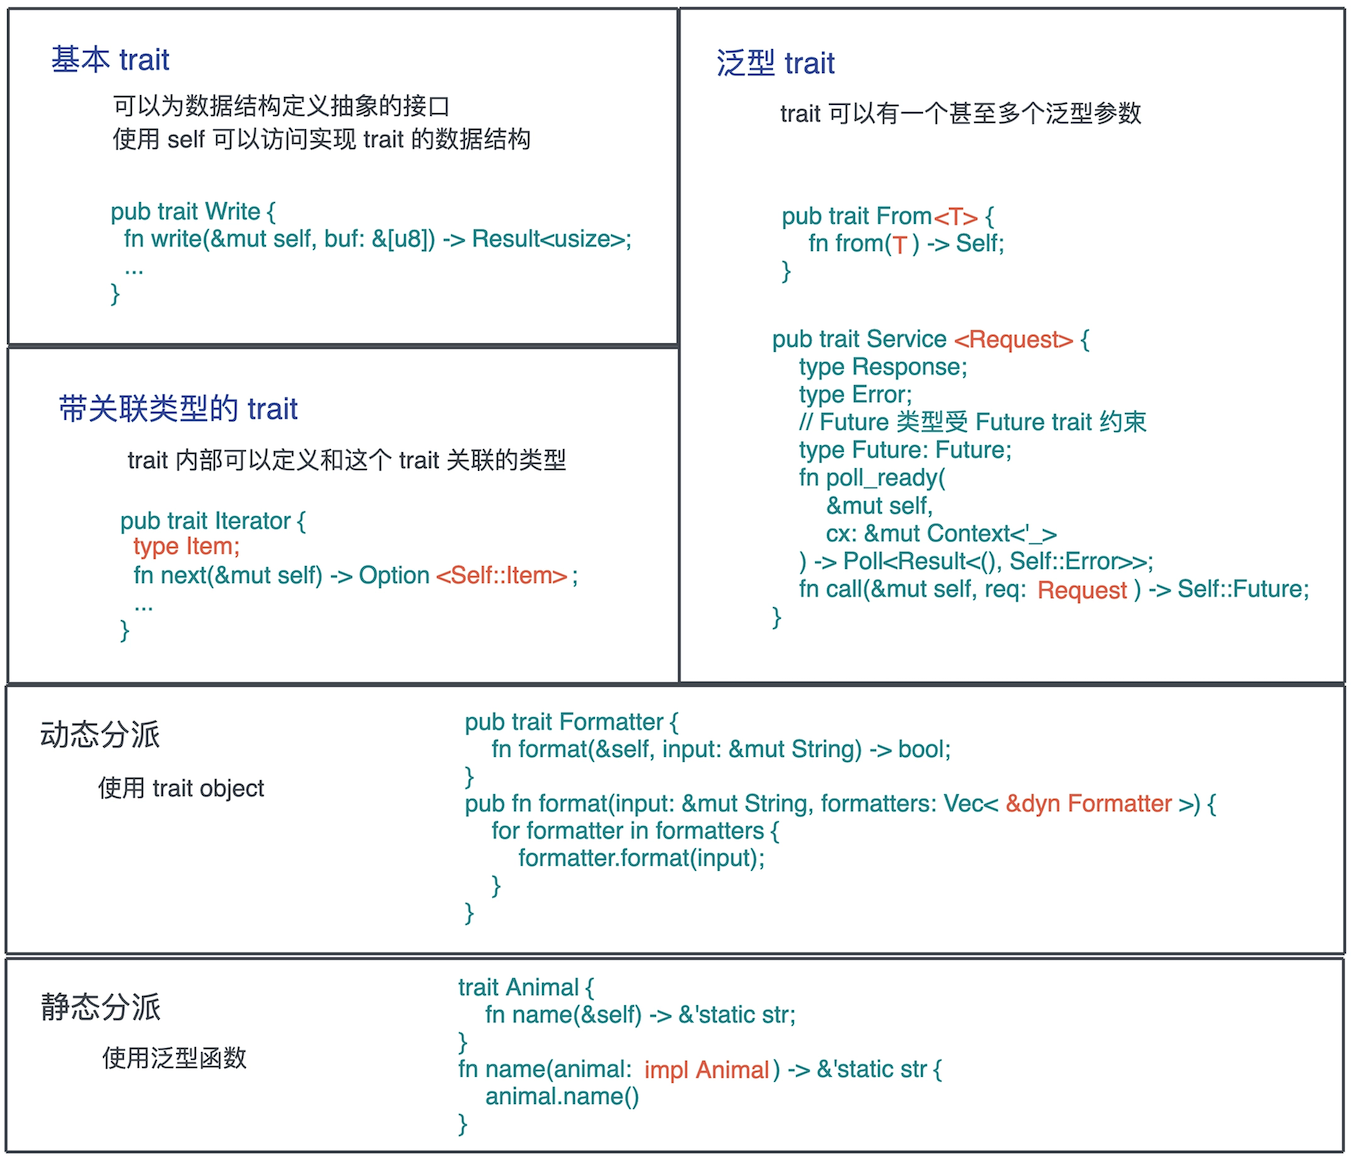 基本 trait
可以为数据结构定义抽象的接口
使用 self 可以访问实现 trait 的数据结构
pub trait Write {
fn write(&mut self, buf: &[u8]) -> Result<usize>;
...
}
带关联类型的 trait
trait 内部可以定义和这个 trait 关联的类型
pub trait Iterator {
type Item;
fn next(&mut self) -> Option <Self::Item> ;
...
}
泛型 trait
trait 可以有一个甚至多个泛型参数
pub trait From<T> {
fn from(T ) -> Self;
}
pub trait Service <Request> {
type Response;
type Error;
// Future 类型受 Future trait 约束
type Future: Future;
fn poll_ready(
&mut self,
cx: &mut Context<'_>
) -> Poll<Result<(), Self::Error>>;
fn call(&mut self, req: Request ) -> Self::Future;
}
动态分派
使用 trait object
pub trait Formatter {
fn format(&self, input: &mut String) -> bool;
}
pub fn format(input: &mut String, formatters: Vec< &dyn Formatter >) {
for formatter in formatters {
formatter.format(input);
}
}
静态分派
使用泛型函数
trait Animal {
fn name(&self) -> &'static str;
}
fn name(animal: impl Animal ) -> &'static str {
animal.name()
}